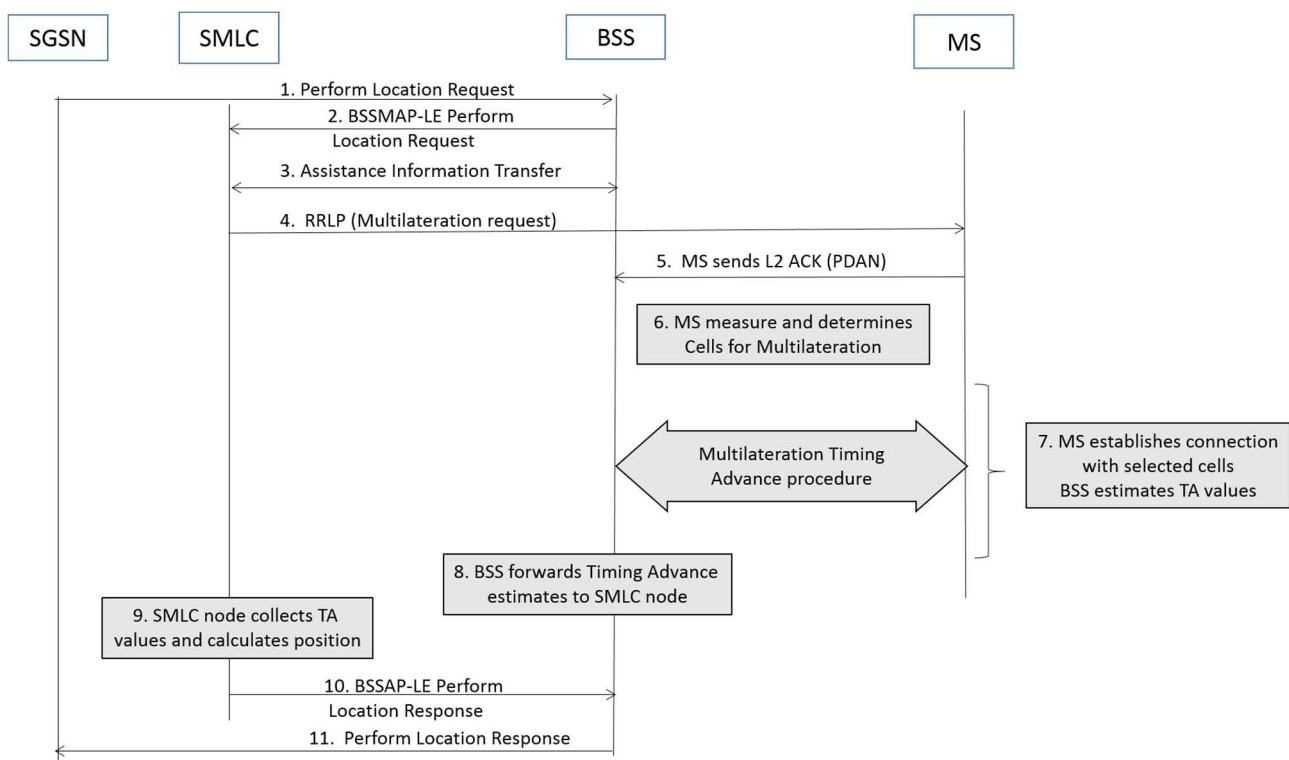 SGSN
SMLC
BSS
MS
1. Perform Location Request
2. BSSMAP-LE Perform
Location Request
3. Assistance Information Transfer
4. RRLP (Multilateration request)
5. MS sends L2 ACK (PDAN)
6. MS measure and determines
Cells for Multilateration
Multilateration Timing
Advance procedure
7. MS establishes connection
with selected cells
BSS estimates TA values
8. BSS forwards Timing Advance
estimates to SMLC node
9. SMLC node collects TA
values and calculates position
10. BSSAP-LE Perform
Location Response
11. Perform Location Response